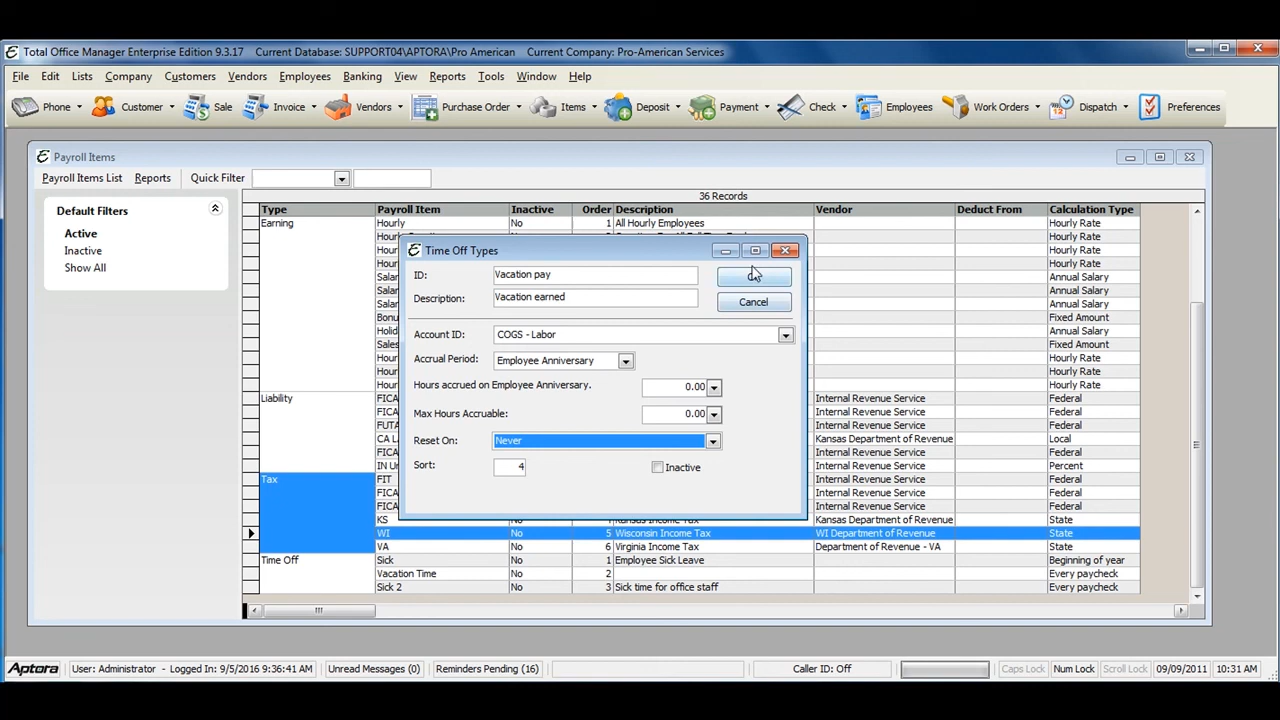 Total Office Manager Enterprise Edition 9.3.17 Current Database: SUPPORT04\APTORA\Pro American Current Company: Pro-American Services
File Edit Lists Company Customers Vendors Employees Banking View Reports Tools Window Help
Phone Customer Sale Invoice Vendors Purchase Order Items Deposit Payment Check Employees Work Orders Dispatch Preferences
Payroll Items
Payroll Items List Reports Quick Filter
Default Filters
Active
Inactive
Show All
36 Records
Type Payroll Item Inactive Order Description Vendor Deduct From Calculation Type
Earning Hourly No 1 All Hourly Employees Hourly Rate
Hourly Rate
Hourly Rate
Hourly Rate
Salar Annual Salary
Salar Annual Salary
Salar Annual Salary
Bonu Fixed Amount
Holid Annual Salary
Sales Fixed Amount
Hour Hourly Rate
Hour Hourly Rate
Hour Hourly Rate
Liability FICA Internal Revenue Service Federal
FICA Internal Revenue Service Federal
FUTA Internal Revenue Service Federal
CA L Kansas Department of Revenue Local
FICA Internal Revenue Service Federal
IN Un Internal Revenue Service Percent
Tax FIT Internal Revenue Service Federal
FICA Internal Revenue Service Federal
FICA Internal Revenue Service Federal
KS No Kansas Income Tax Kansas Department of Revenue State
WI No 5 Wisconsin Income Tax WI Department of Revenue State
VA No 6 Virginia Income Tax Department of Revenue - VA State
Time Off Sick No 1 Employee Sick Leave Beginning of year
Vacation Time No 2 Every paycheck
Sick 2 No 3 Sick time for office staff Every paycheck
Time Off Types
ID: Vacation pay
Description: Vacation earned Cancel
Account ID: COGS - Labor
Accrual Period: Employee Anniversary
Hours accrued on Employee Anniversary. 0.00
Max Hours Accruable: 0.00
Reset On: Never
Sort: 4 Inactive
Aptora User: Administrator - Logged In: 9/5/2016 9:36:41 AM Unread Messages (0) Reminders Pending (16) Caller ID: Off Caps Lock Num Lock Scroll Lock 09/09/2011 10:31 AM